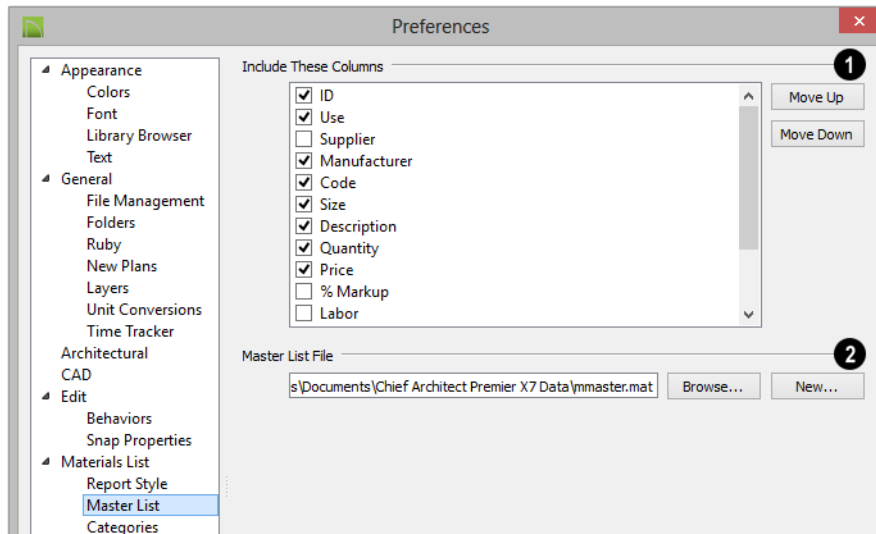 Preferences
Appearance
Colors
Font
Library Browser
Text
General
File Management
Folders
Ruby
New Plans
Layers
Unit Conversions
Time Tracker
Architectural
CAD
Edit
Behaviors
Snap Properties
Materials List
Report Style
Master List
Categories
Include These Columns
1
ID
Use
Supplier
Manufacturer
Code
Size
Description
Quantity
Price
% Markup
Labor
Move Up
Move Down
Master List File
2
s\Documents\Chief Architect Premier X7 Data\mmaster.mat
Browse...
New...